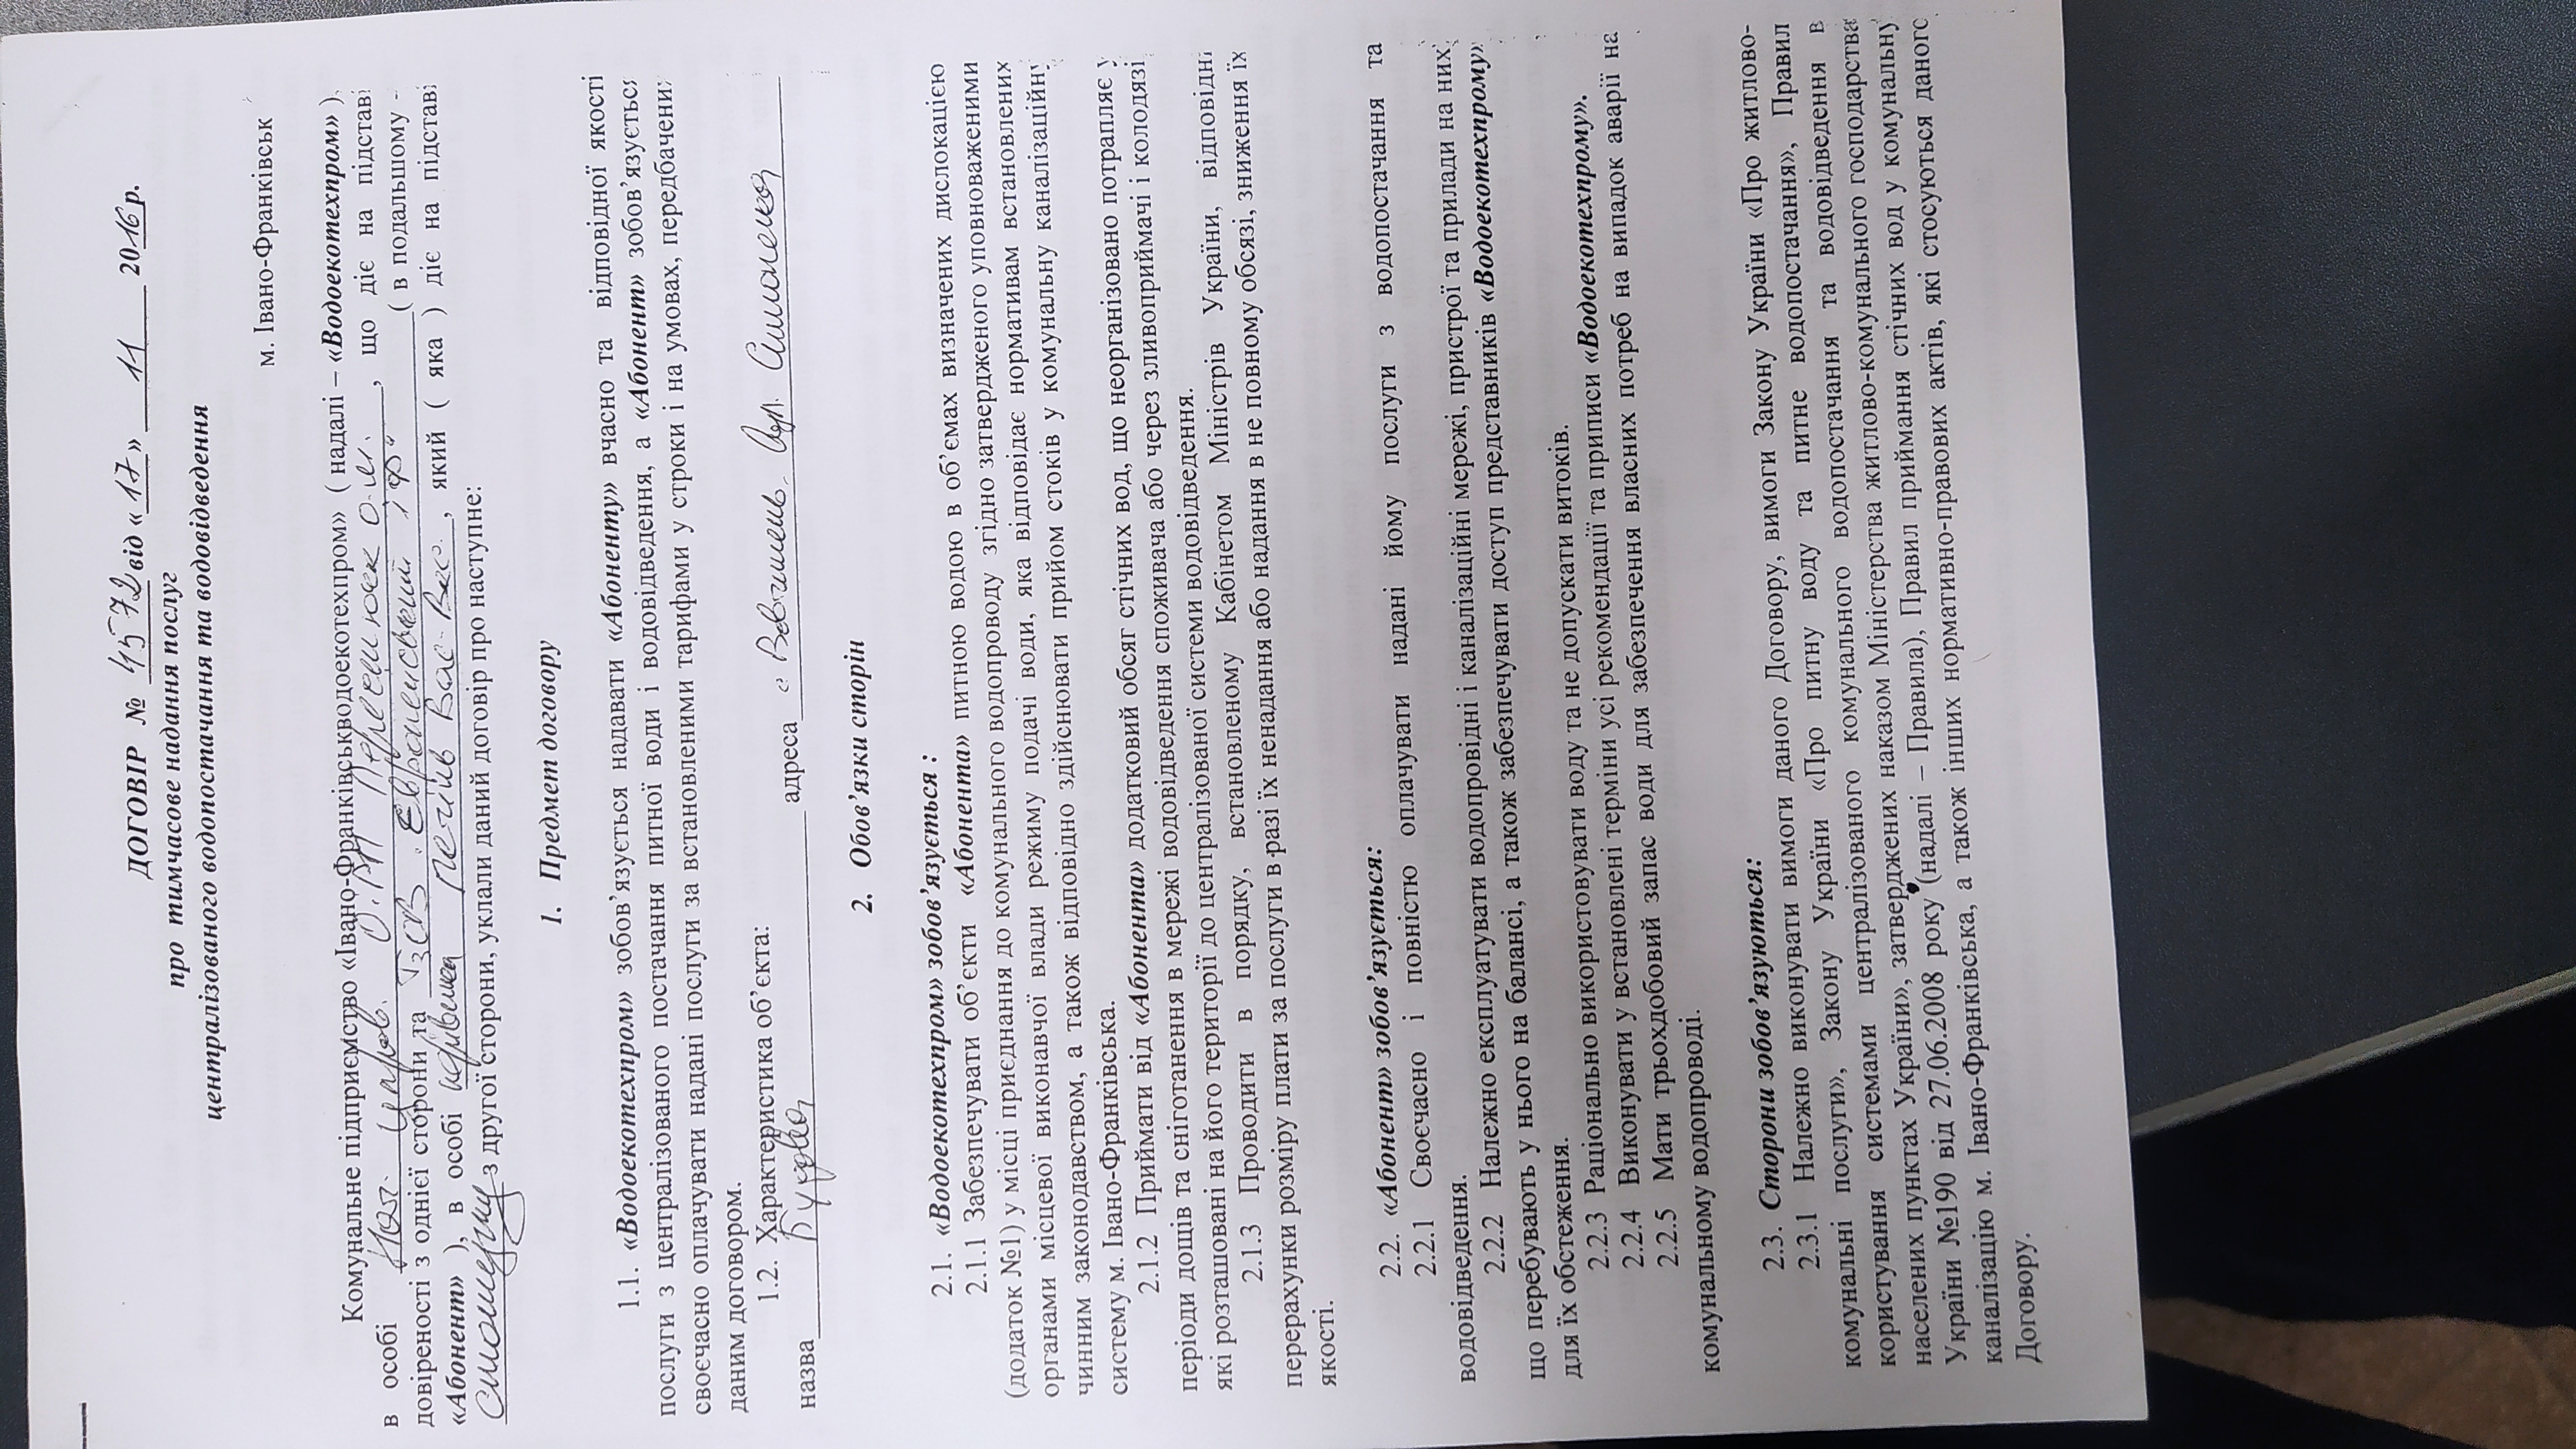 ДОГОВІР № 4572 від «17» 11 2016 р.
про тимчасове надання послуг
централізованого водопостачання та водовідведення
м. Івано-Франківськ
Комунальне підприємство «Івано-Франківськводоекотехпром» ( надалі – «Водоекотехпром» ),
в особі Нач. управ. О.М. , що діє на підставі
довіреності з однієї сторони та ТзОВ ІФ" ( в подальшому -
«Абонент» ), в особі керівника Вас. Вас. , який ( яка ) діє на підставі
з другої сторони, уклали даний договір про наступне:
1. Предмет договору
1.1. «Водоекотехпром» зобов’язується надавати «Абоненту» вчасно та відповідної якості
послуги з централізованого постачання питної води і водовідведення, а «Абонент» зобов’язується
своєчасно оплачувати надані послуги за встановленими тарифами у строки і на умовах, передбачених
даним договором.
1.2. Характеристика об’єкта:
назва Будова адреса с. Вовчинець вул. Симоненка
2. Обов’язки сторін
2.1. «Водоекотехпром» зобов’язується :
2.1.1 Забезпечувати об’єкти «Абонента» питною водою в об’ємах визначених дислокацією
(додаток №1) у місці приєднання до комунального водопроводу згідно затвердженого уповноваженими
органами місцевої виконавчої влади режиму подачі води, яка відповідає нормативам встановлених
чинним законодавством, а також відповідно здійснювати прийом стоків у комунальну каналізаційну
систему м. Івано-Франківська.
2.1.2 Приймати від «Абонента» додатковий обсяг стічних вод, що неорганізовано потрапляє у
періоди дощів та сніготанення в мережі водовідведення споживача або через зливоприймачі і колодязі,
які розташовані на його території до централізованої системи водовідведення.
2.1.3 Проводити в порядку, встановленому Кабінетом Міністрів України, відповідні
перерахунки розміру плати за послуги в разі їх ненадання або надання в не повному обсязі, зниження їх
якості.
2.2. «Абонент» зобов’язується:
2.2.1 Своєчасно і повністю оплачувати надані йому послуги з водопостачання та
водовідведення.
2.2.2 Належно експлуатувати водопровідні і каналізаційні мережі, пристрої та прилади на них,
що перебувають у нього на балансі, а також забезпечувати доступ представників «Водоекотехпрому»
для їх обстеження.
2.2.3 Раціонально використовувати воду та не допускати витоків.
2.2.4 Виконувати у встановлені терміни усі рекомендації та приписи «Водоекотехпрому».
2.2.5 Мати трьохдобовий запас води для забезпечення власних потреб на випадок аварії на
комунальному водопроводі.
2.3. Сторони зобов’язуються:
2.3.1 Належно виконувати вимоги даного Договору, вимоги Закону України «Про житлово-
комунальні послуги», Закону України «Про питну воду та питне водопостачання», Правил
користування системами централізованого комунального водопостачання та водовідведення в
населених пунктах України», затверджених наказом Міністерства житлово-комунального господарства
України №190 від 27.06.2008 року (надалі – Правила), Правил приймання стічних вод у комунальну
каналізацію м. Івано-Франківська, а також інших нормативно-правових актів, які стосуються даного
Договору.